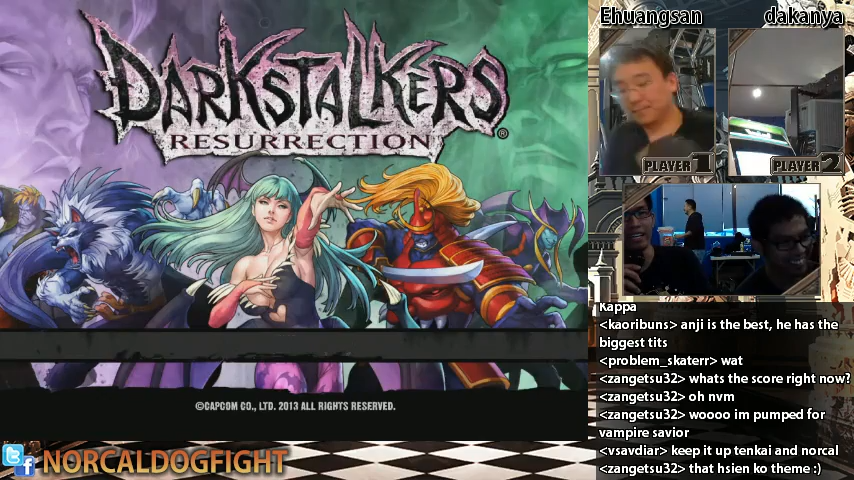 DARKSTALKERS
RESURRECTION
®
©CAPCOM CO., LTD. 2013 ALL RIGHTS RESERVED.
NORCALDOGFIGHT
Ehuangsan dakanya
PLAYER 1 PLAYER 2
Kappa
<kaoribuns> anji is the best, he has the
biggest tits
<problem_skaterr> wat
<zangetsu32> whats the score right now?
<zangetsu32> oh nvm
<zangetsu32> woooo im pumped for
vampire savior
<vsavdiar> keep it up tenkai and norcal
<zangetsu32> that hsien ko theme :)